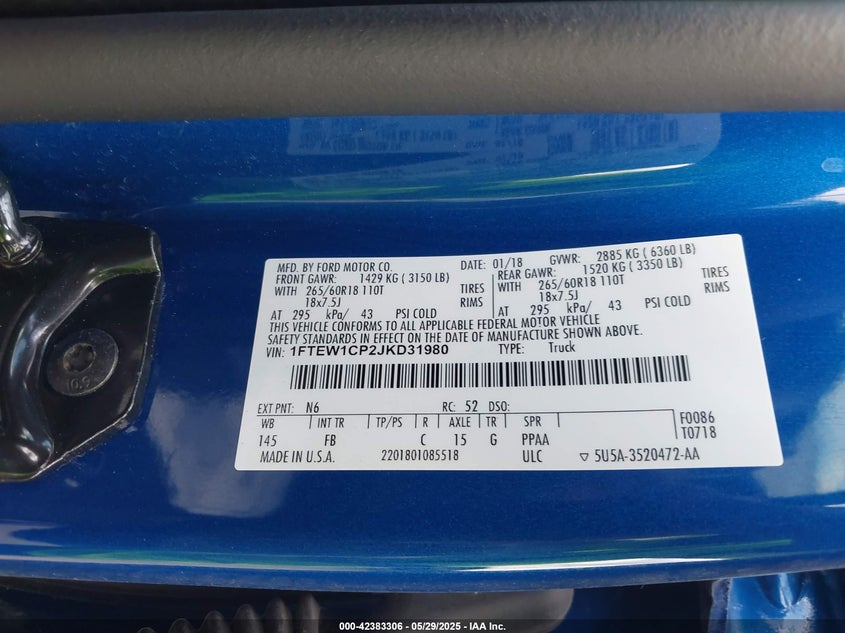 MFD. BY FORD MOTOR CO. DATE: 01/18 GVWR: 2885 KG ( 6360 LB)
FRONT GAWR: 1429 KG ( 3150 LB) REAR GAWR: 1520 KG ( 3350 LB)
WITH 265/60R18 110T TIRES WITH 265/60R18 110T TIRES
18x7.5J RIMS 18x7.5J RIMS
AT 295 kPa/ 43 PSI COLD AT 295 kPa/ 43 PSI COLD
THIS VEHICLE CONFORMS TO ALL APPLICABLE FEDERAL MOTOR VEHICLE
SAFETY STANDARDS IN EFFECT ON THE DATE OF MANUFACTURE SHOWN ABOVE.
VIN: 1FTEW1CP2JKD31980 TYPE: Truck
EXT PNT: N6 RC: 52 DSO:
WB INT TR TP/PS R AXLE TR SPR F0086
145 FB C 15 G PPAA T0718
MADE IN U.S.A. 2201801085518 ULC ▽ 5U5A-3520472-AA
10.9
000-42383306 - 05/29/2025 - IAA Inc.